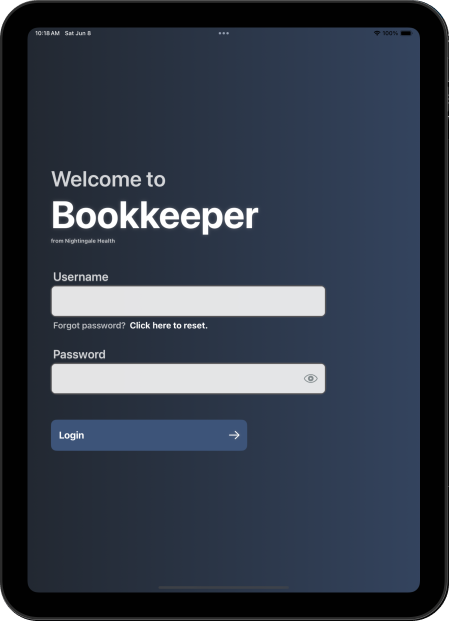 10:18 AM Sat Jun 8
100%
Welcome to
Bookkeeper
from Nightingale Health
Username
Forgot password? Click here to reset.
Password
Login